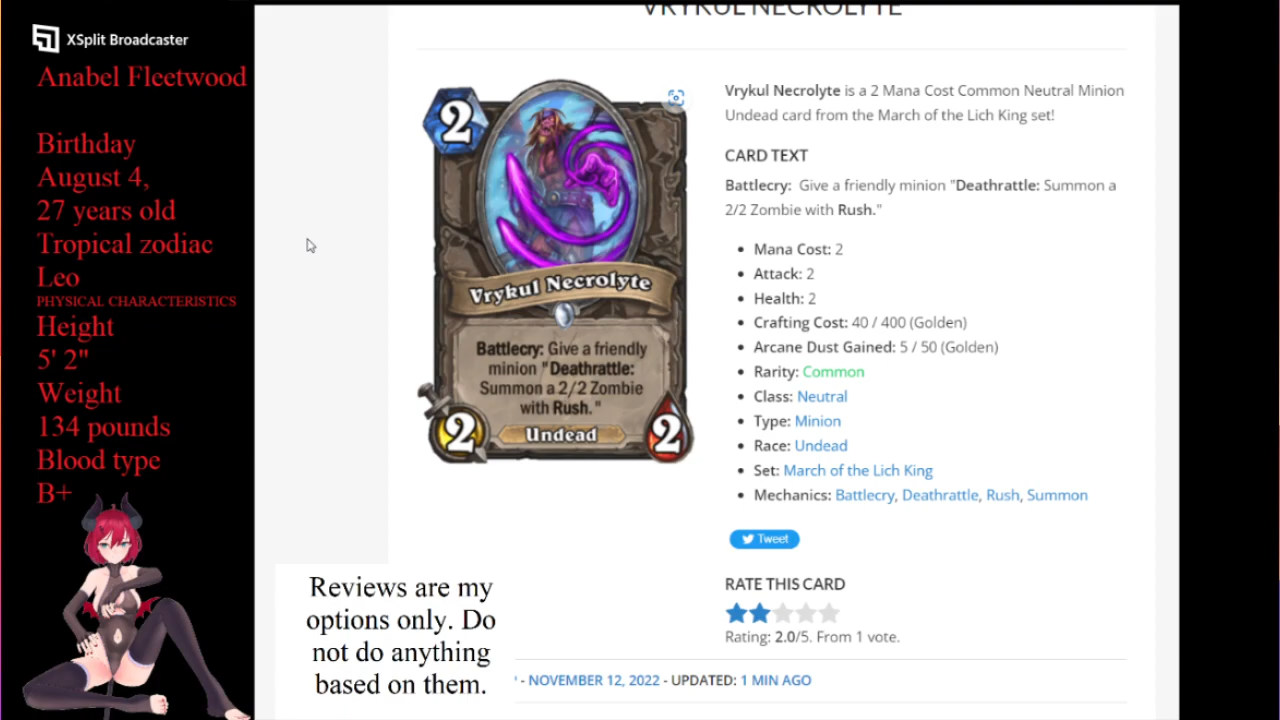 XSplit Broadcaster
Anabel Fleetwood
Birthday
August 4,
27 years old
Tropical zodiac
Leo
PHYSICAL CHARACTERISTICS
Height
5' 2"
Weight
134 pounds
Blood type
B+
VRYKUL NECROLYTE
2
Vrykul Necrolyte
Battlecry: Give a friendly
minion "Deathrattle:
Summon a 2/2 Zombie
with Rush."
2
Undead
2
Vrykul Necrolyte is a 2 Mana Cost Common Neutral Minion
Undead card from the March of the Lich King set!
CARD TEXT
Battlecry: Give a friendly minion "Deathrattle: Summon a
2/2 Zombie with Rush."
Mana Cost: 2
Attack: 2
Health: 2
Crafting Cost: 40 / 400 (Golden)
Arcane Dust Gained: 5 / 50 (Golden)
Rarity: Common
Class: Neutral
Type: Minion
Race: Undead
Set: March of the Lich King
Mechanics: Battlecry, Deathrattle, Rush, Summon
Tweet
RATE THIS CARD
Rating: 2.0/5. From 1 vote.
- NOVEMBER 12, 2022 - UPDATED: 1 MIN AGO
Reviews are my
options only. Do
not do anything
based on them.